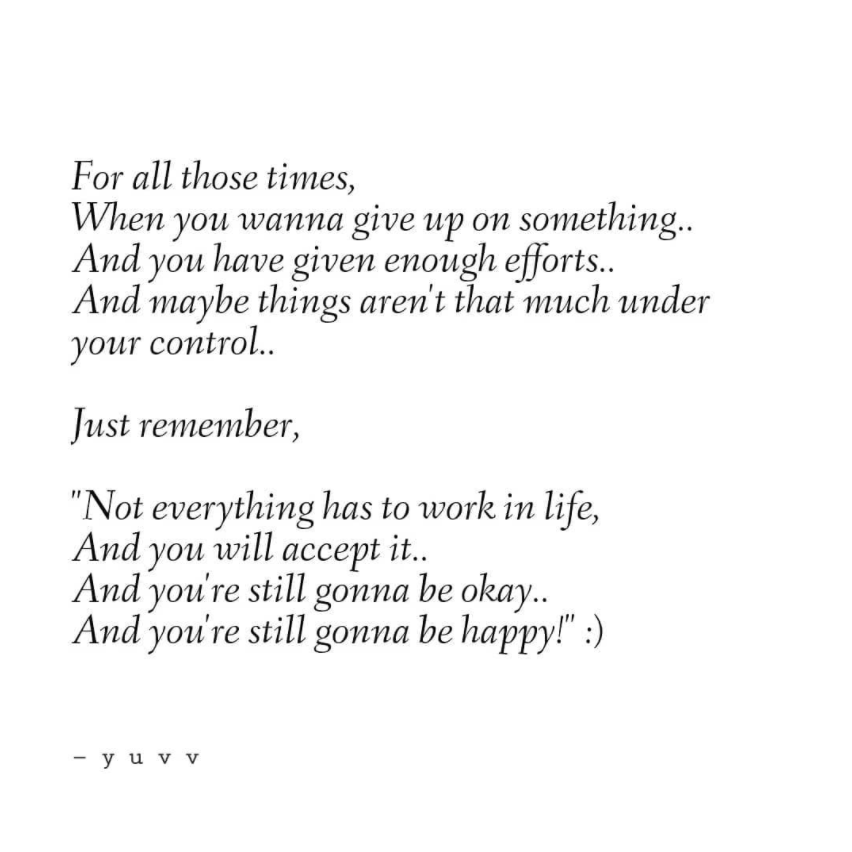 For all those times,
When you wanna give up on something..
And you have given enough efforts..
And maybe things aren't that much under
your control..
Just remember,
"Not everything has to work in life,
And you will accept it..
And you're still gonna be okay..
And you're still gonna be happy!" :)
– y u v v